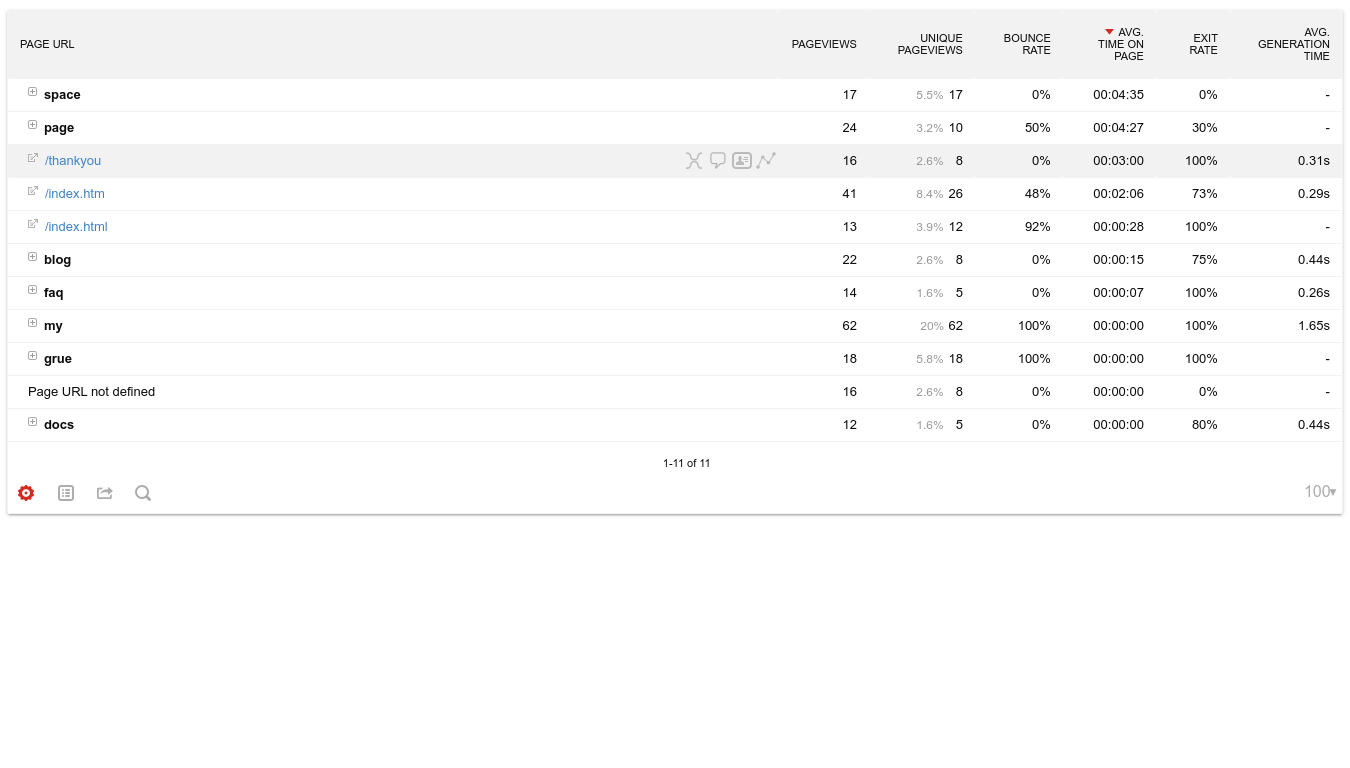 PAGE URL PAGEVIEWS UNIQUE PAGEVIEWS BOUNCE RATE AVG. TIME ON PAGE EXIT RATE AVG. GENERATION TIME
space 17 5.5% 17 0% 00:04:35 0% -
page 24 3.2% 10 50% 00:04:27 30% -
/thankyou 16 2.6% 8 0% 00:03:00 100% 0.31s
/index.htm 41 8.4% 26 48% 00:02:06 73% 0.29s
/index.html 13 3.9% 12 92% 00:00:28 100% -
blog 22 2.6% 8 0% 00:00:15 75% 0.44s
faq 14 1.6% 5 0% 00:00:07 100% 0.26s
my 62 20% 62 100% 00:00:00 100% 1.65s
grue 18 5.8% 18 100% 00:00:00 100% -
Page URL not defined 16 2.6% 8 0% 00:00:00 0% -
docs 12 1.6% 5 0% 00:00:00 80% 0.44s
1-11 of 11
100